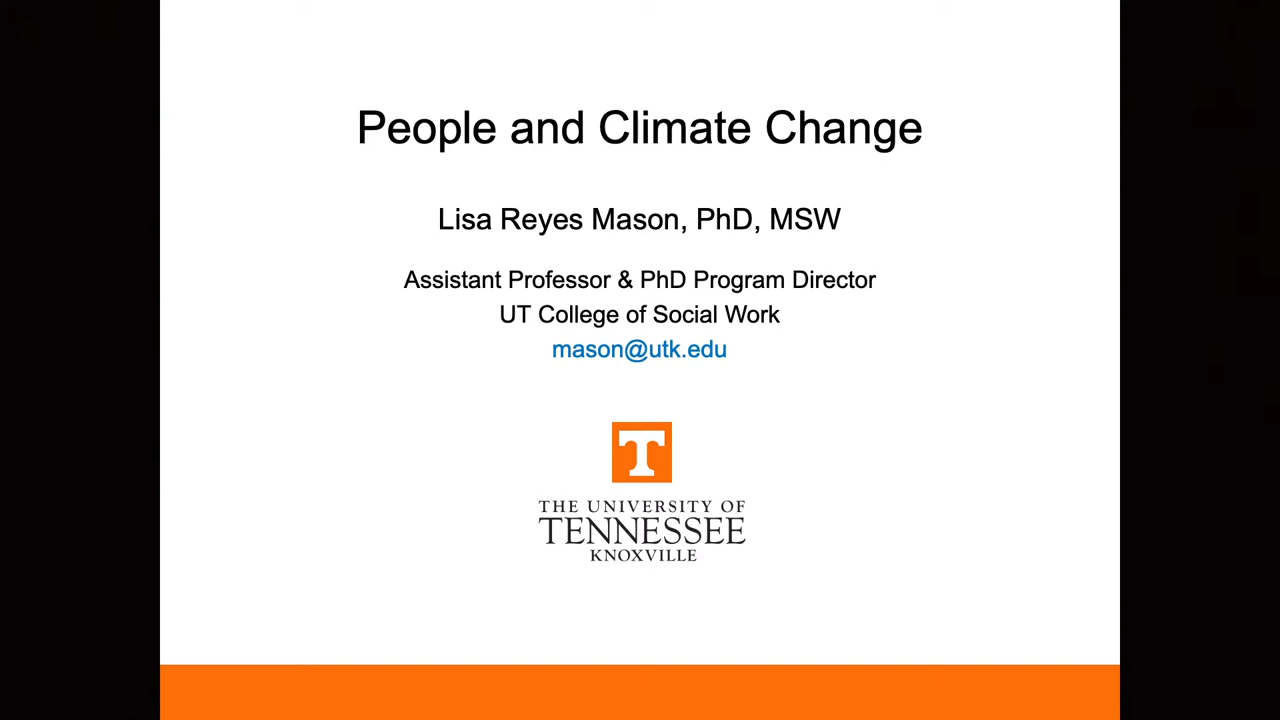 People and Climate Change
Lisa Reyes Mason, PhD, MSW
Assistant Professor & PhD Program Director
UT College of Social Work
mason@utk.edu
T
THE UNIVERSITY OF
TENNESSEE
KNOXVILLE